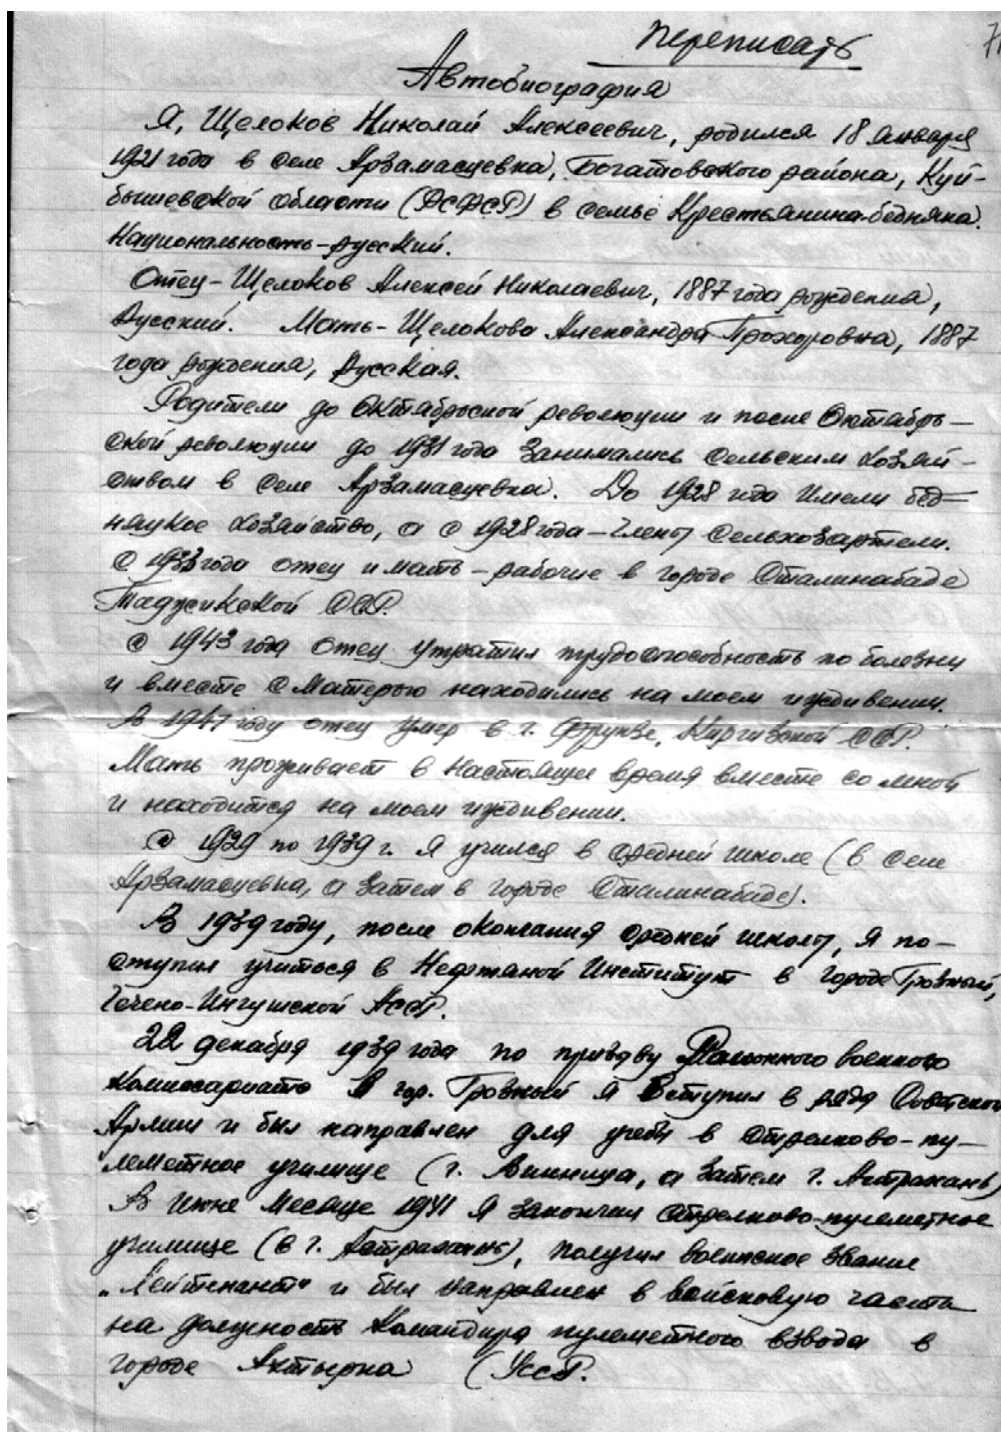 Переписать
Автобиография
Я, Щелоков Николай Алексеевич, родился 18 января
1921 года в селе Арзамасцевка, Богатовского района, Куй-
бышевской области (РСФСР) в семье Крестьянина-бедняка.
Национальность-русский.
Отец - Щелоков Алексей Николаевич, 1887 года рождения,
Русский. Мать - Щелокова Александра Прохоровна, 1887
года рождения, Русская.
Родители до Октябрьской революции и после Октябрь-
ской революции до 1931 года занимались сельским хозяй-
ством в селе Арзамасцевка. До 1928 года имели бед-
няцкое хозяйство, а с 1928 года - члены сельхозартели.
С 1933 года отец и мать - рабочие в городе Сталинабаде
Таджикской ССР.
С 1943 года отец утратил трудоспособность по болезни
и вместе с матерью находились на моем иждивении.
В 1947 году отец умер в г. Фрунзе, Киргизской ССР.
Мать проживает в настоящее время вместе со мной
и находится на моем иждивении.
С 1929 по 1939 г. я учился в средней школе (в селе
Арзамасцевка, а затем в городе Сталинабаде).
В 1939 году, после окончания средней школы, я по-
ступил учиться в Нефтяной Институт в городе Грозный,
Чечено-Ингушской АССР.
22 декабря 1939 года по призыву Районного военного
Комиссариата в гор. Грозный я вступил в ряды Советской
Армии и был направлен для учебы в стрелково-пу-
леметное училище (г. Винница, а затем г. Астрахань)
В июне месяце 1941 я закончил стрелково-пулеметное
училище (в г. Астрахань), получил воинское звание
"Лейтенант" и был направлен в войсковую часть
на должность Командира пулеметного взвода в
городе Ахтырка (УССР.